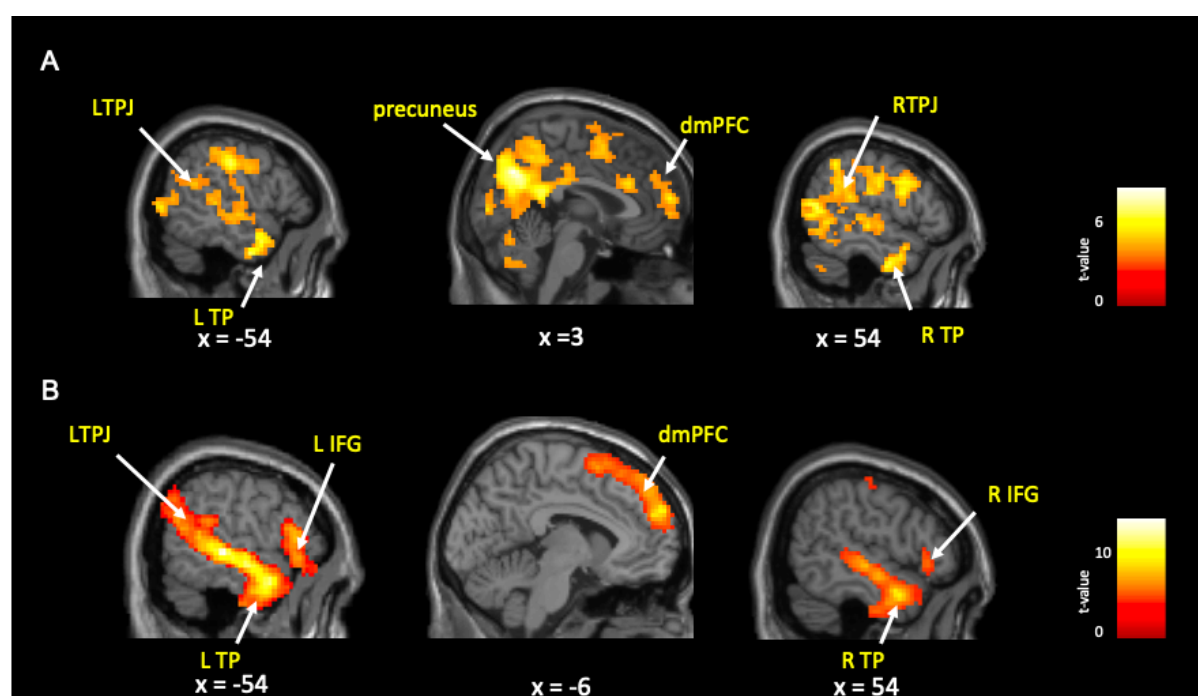 A
LTPJ
precuneus
dmPFC
RTPJ
6
t-value
0
L TP
R TP
x = -54
x =3
x = 54
B
LTPJ
L IFG
dmPFC
R IFG
10
t-value
0
L TP
R TP
x = -54
x = -6
x = 54